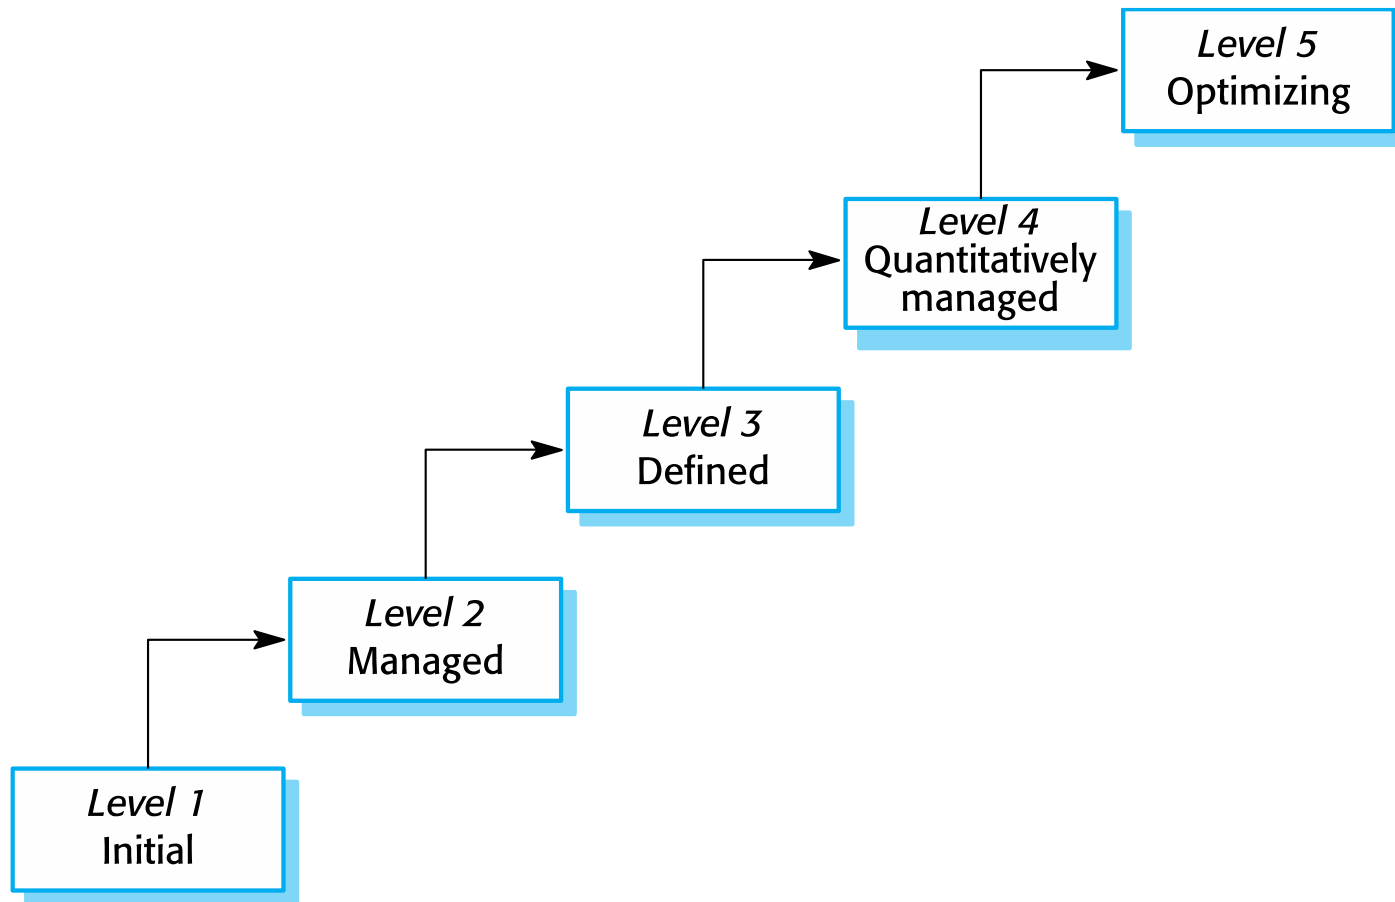 Level 5
Optimizing
Level 4
Quantitatively
managed
Level 3
Defined
Level 2
Managed
Level 1
Initial